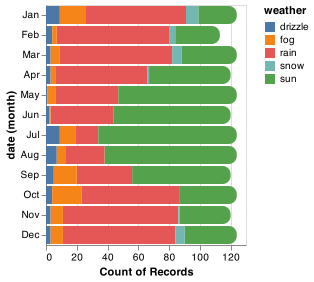 weather
drizzle
fog
rain
snow
sun
date (month)
Jan
Feb
Mar
Apr
May
Jun
Jul
Aug
Sep
Oct
Nov
Dec
0 20 40 60 80 100 120
Count of Records